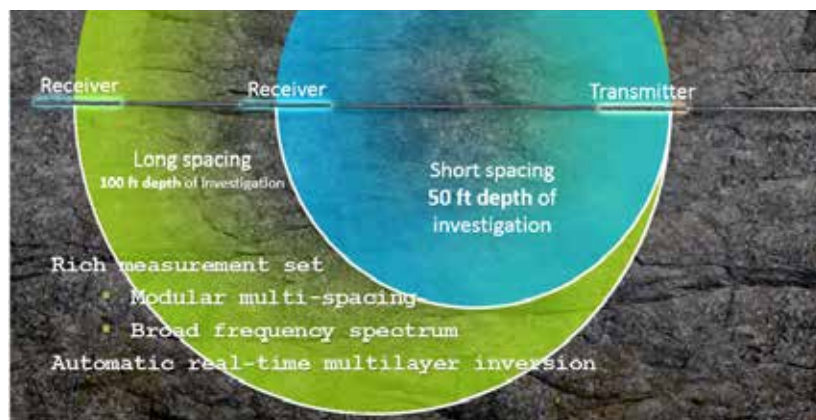 Receiver
Receiver
Transmitter
Long spacing
100 ft depth of investigation
Short spacing
50 ft depth of
investigation
Rich measurement set
▪ Modular multi-spacing
▪ Broad frequency spectrum
Automatic real-time multilayer inversion